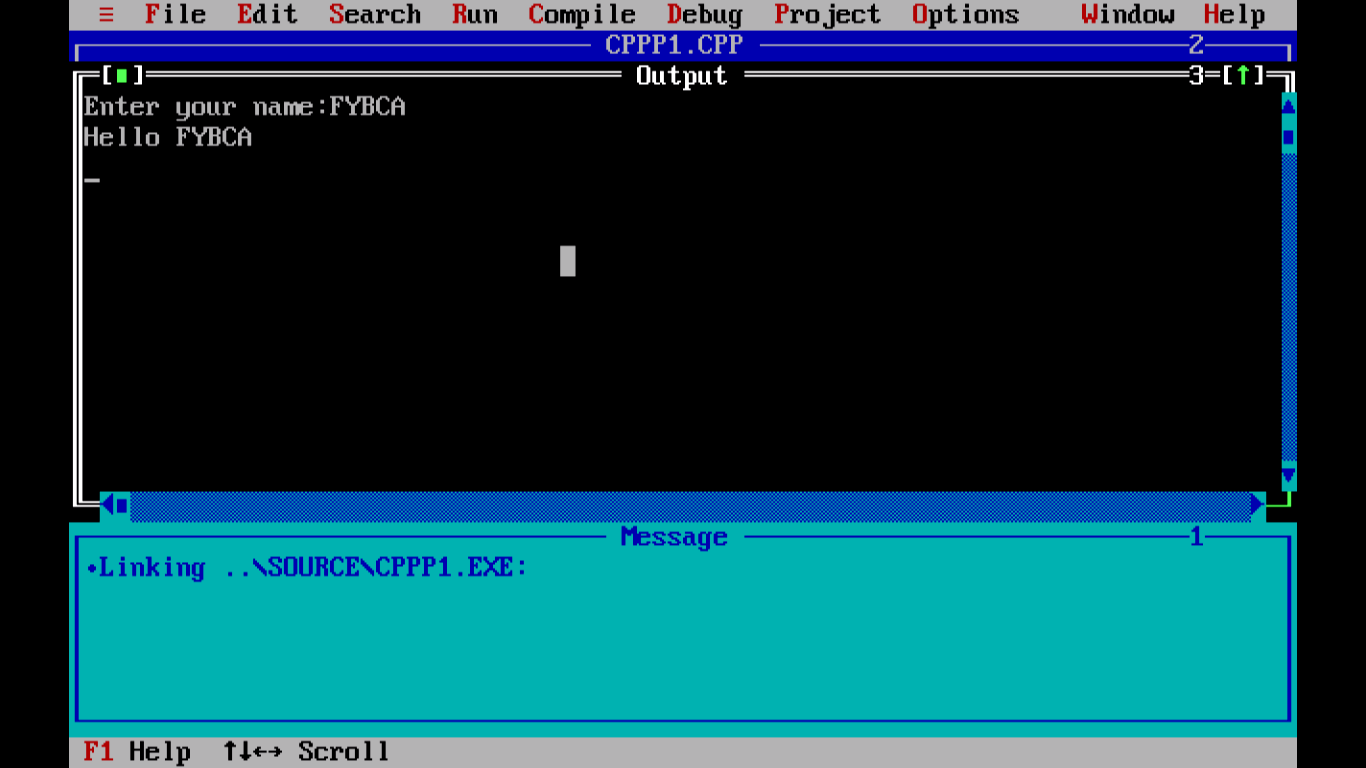 ≡ File Edit Search Run Compile Debug Project Options Window Help
CPPP1.CPP 2
[■] Output 3=[↑]
Enter your name:FYBCA
Hello FYBCA
_
Message 1
•Linking ..\SOURCE\CPPP1.EXE:
F1 Help ↑↓←→ Scroll